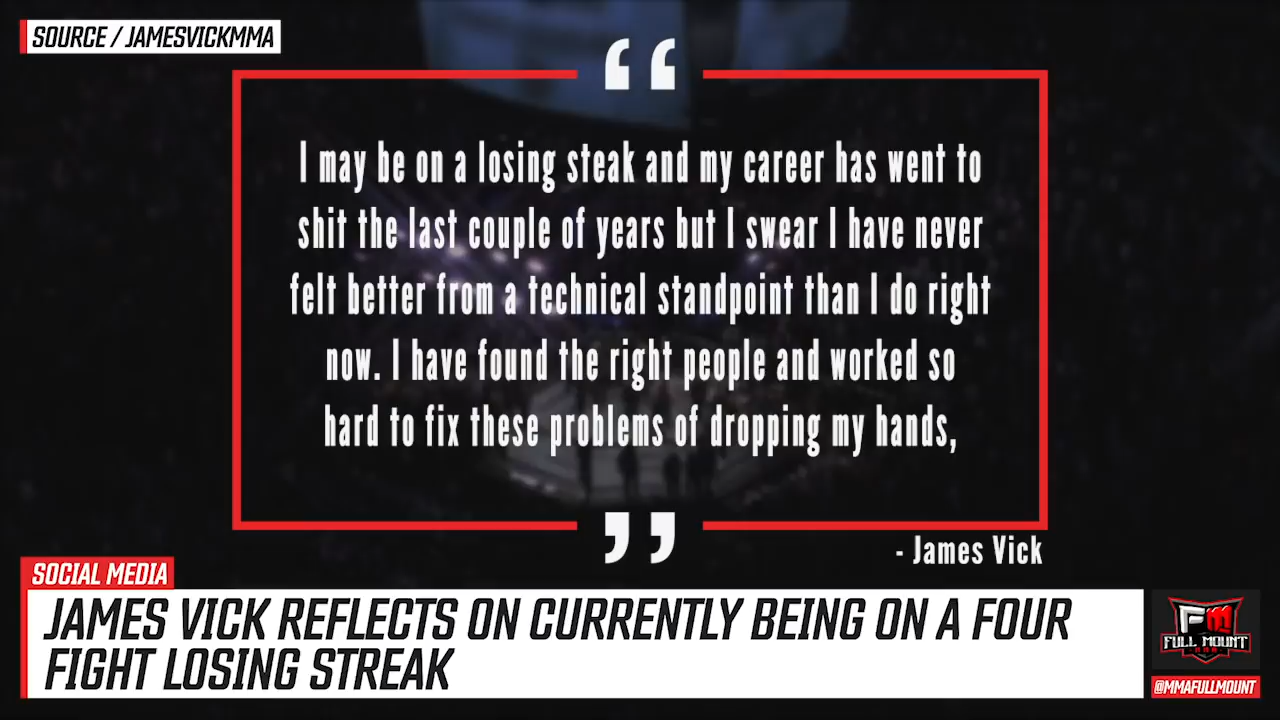 SOURCE / JAMESVICKMMA
“
I may be on a losing steak and my career has went to
shit the last couple of years but I swear I have never
felt better from a technical standpoint than I do right
now. I have found the right people and worked so
hard to fix these problems of dropping my hands,
”
- James Vick
SOCIAL MEDIA
JAMES VICK REFLECTS ON CURRENTLY BEING ON A FOUR
FIGHT LOSING STREAK
FM
FULL MOUNT
MMA
@MMAFULLMOUNT